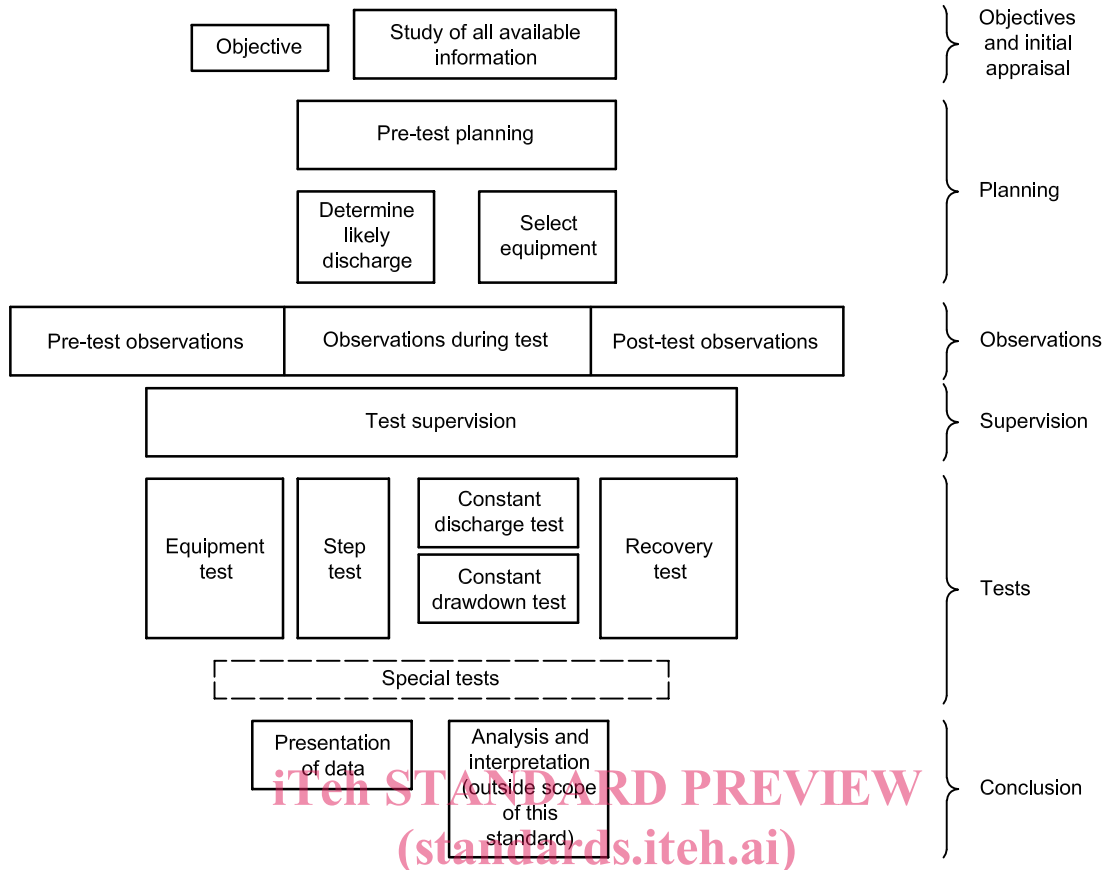 Objective
Study of all available
information
Objectives
and initial
appraisal
Pre-test planning
Determine
likely
discharge
Select
equipment
Planning
Pre-test observations
Observations during test
Post-test observations
Observations
Test supervision
Supervision
Equipment
test
Step
test
Constant
discharge test
Constant
drawdown test
Recovery
test
Tests
Special tests
Presentation
of data
Analysis and
interpretation
(outside scope
of this
standard)
Conclusion
iTeh STANDARD PREVIEW
(standards.iteh.ai)